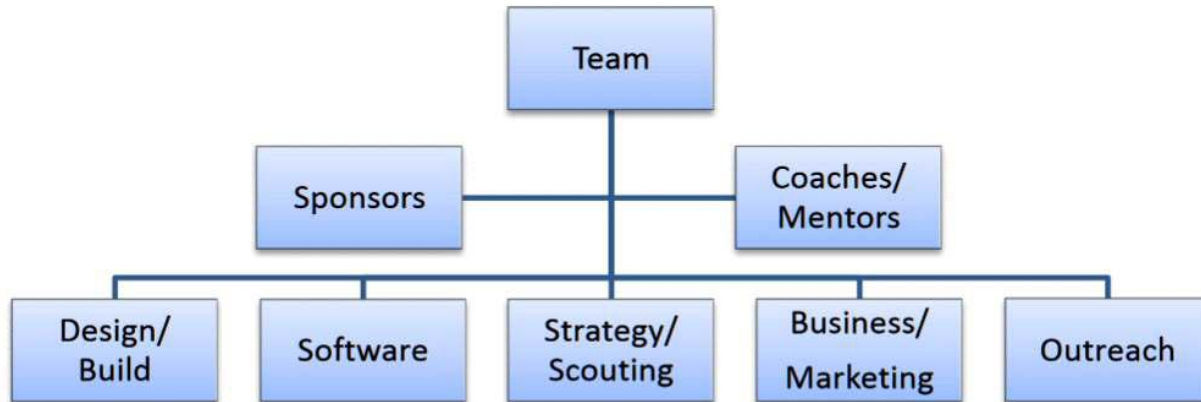 Team
Sponsors
Coaches/
Mentors
Design/
Build
Software
Strategy/
Scouting
Business/
Marketing
Outreach